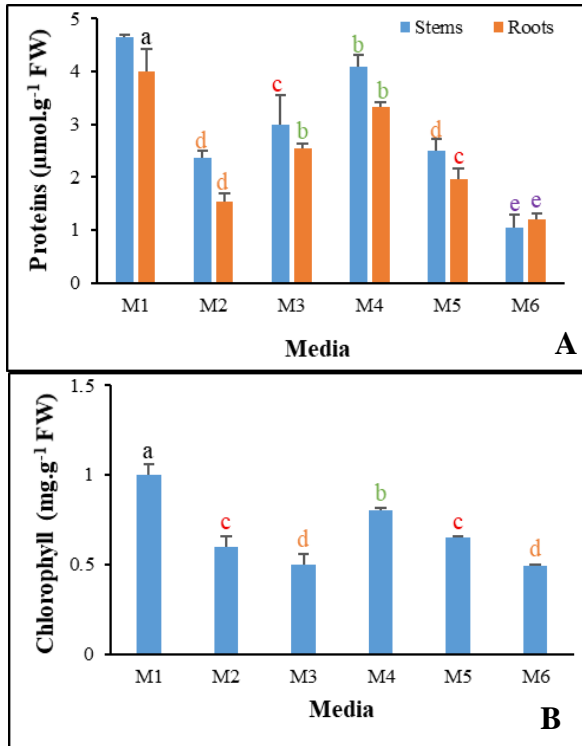 5
4
3
2
1
0
Proteins (µmol.g⁻¹ FW)
Stems
Roots
a
d
d
c
b
b
b
d
c
e
e
M1 M2 M3 M4 M5 M6
Media
A
1.5
1
0.5
0
Chlorophyll (mg.g⁻¹ FW)
a
c
d
b
c
d
M1 M2 M3 M4 M5 M6
Media
B